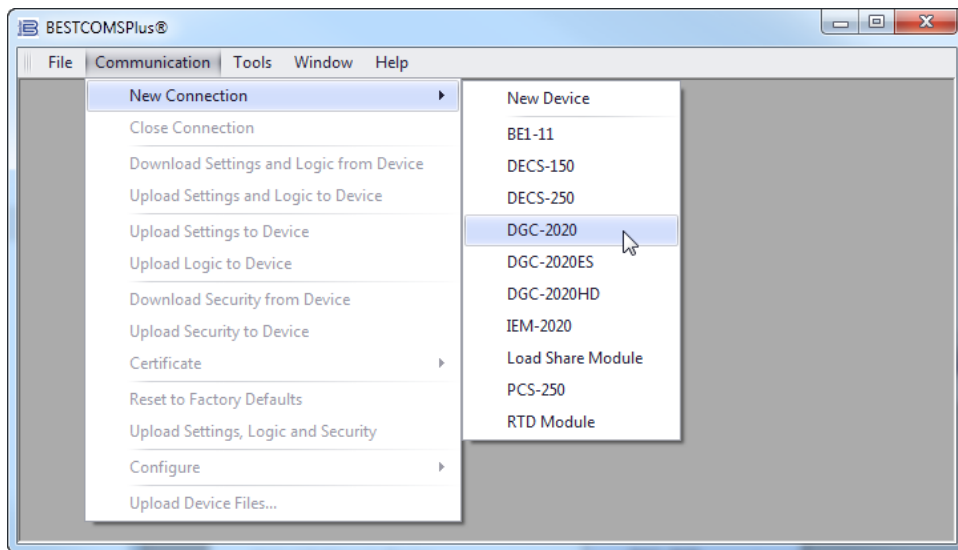 BESTCOMSPlus®
File Communication Tools Window Help
New Connection
Close Connection
Download Settings and Logic from Device
Upload Settings and Logic to Device
Upload Settings to Device
Upload Logic to Device
Download Security from Device
Upload Security to Device
Certificate
Reset to Factory Defaults
Upload Settings, Logic and Security
Configure
Upload Device Files...
New Device
BE1-11
DECS-150
DECS-250
DGC-2020
DGC-2020ES
DGC-2020HD
IEM-2020
Load Share Module
PCS-250
RTD Module